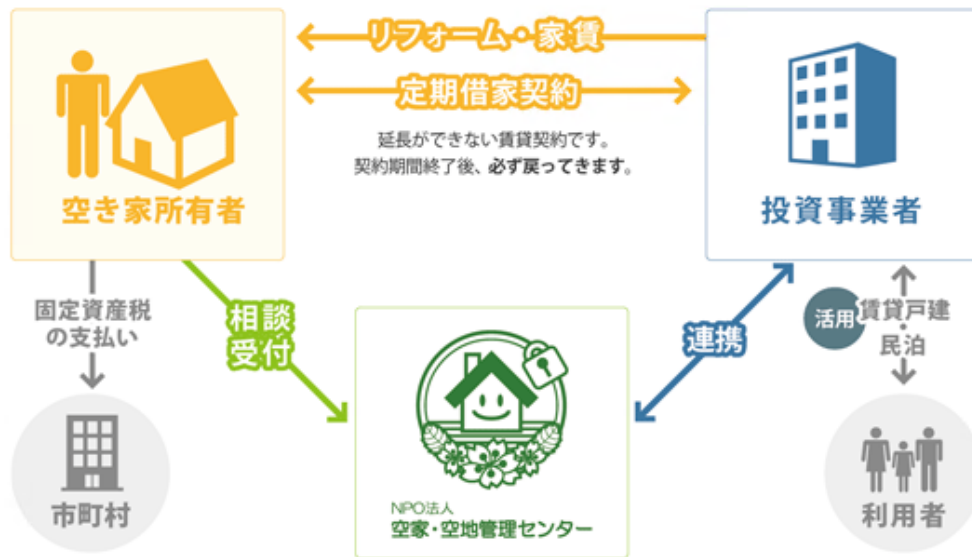 リフォーム・家賃
定期借家契約
延長ができない賃貸契約です。
契約期間終了後、必ず戻ってきます。
空き家所有者
投資事業者
固定資産税
の支払い
相談
受付
連携
活用
賃貸戸建
・
民泊
市町村
NPO法人
空家・空地管理センター
利用者